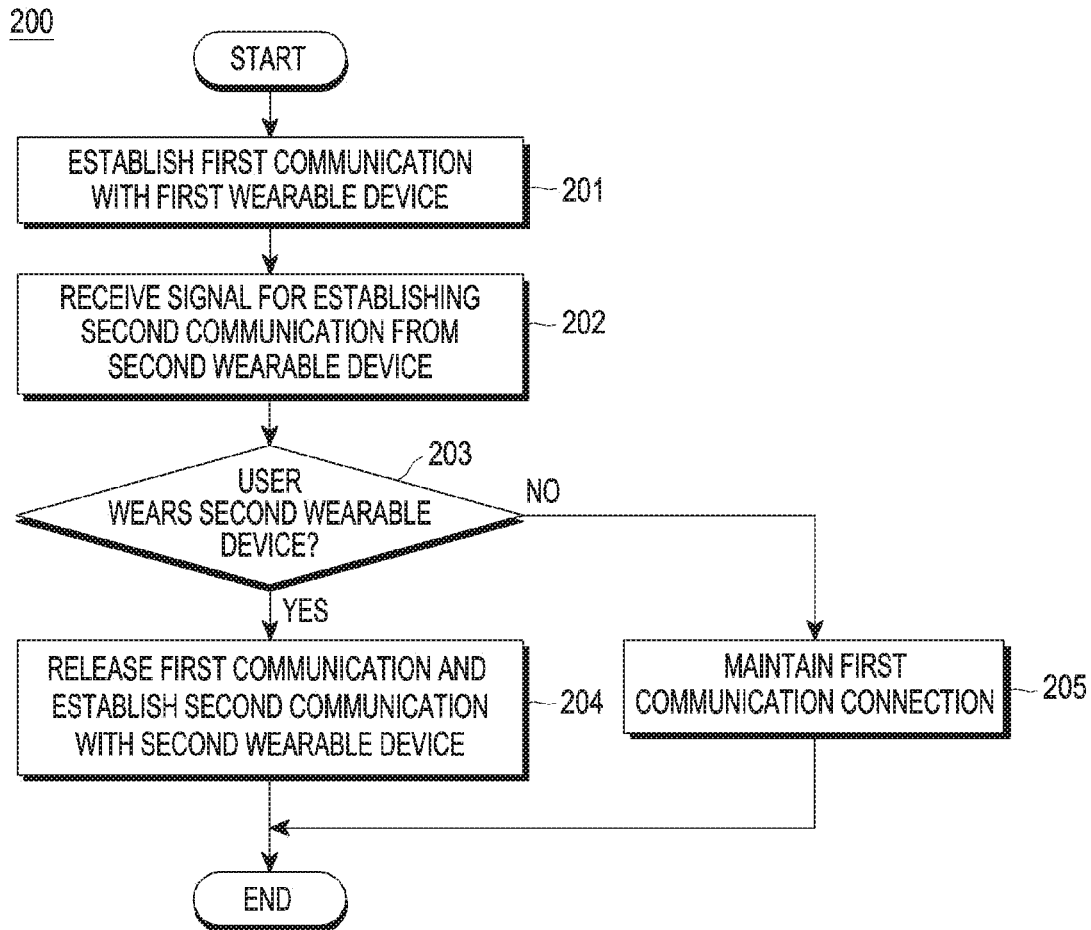 200
START
ESTABLISH FIRST COMMUNICATION
WITH FIRST WEARABLE DEVICE
201
RECEIVE SIGNAL FOR ESTABLISHING
SECOND COMMUNICATION FROM
SECOND WEARABLE DEVICE
202
203
USER
WEARS SECOND WEARABLE
DEVICE?
NO
YES
RELEASE FIRST COMMUNICATION AND
ESTABLISH SECOND COMMUNICATION
WITH SECOND WEARABLE DEVICE
204
MAINTAIN FIRST
COMMUNICATION CONNECTION
205
END